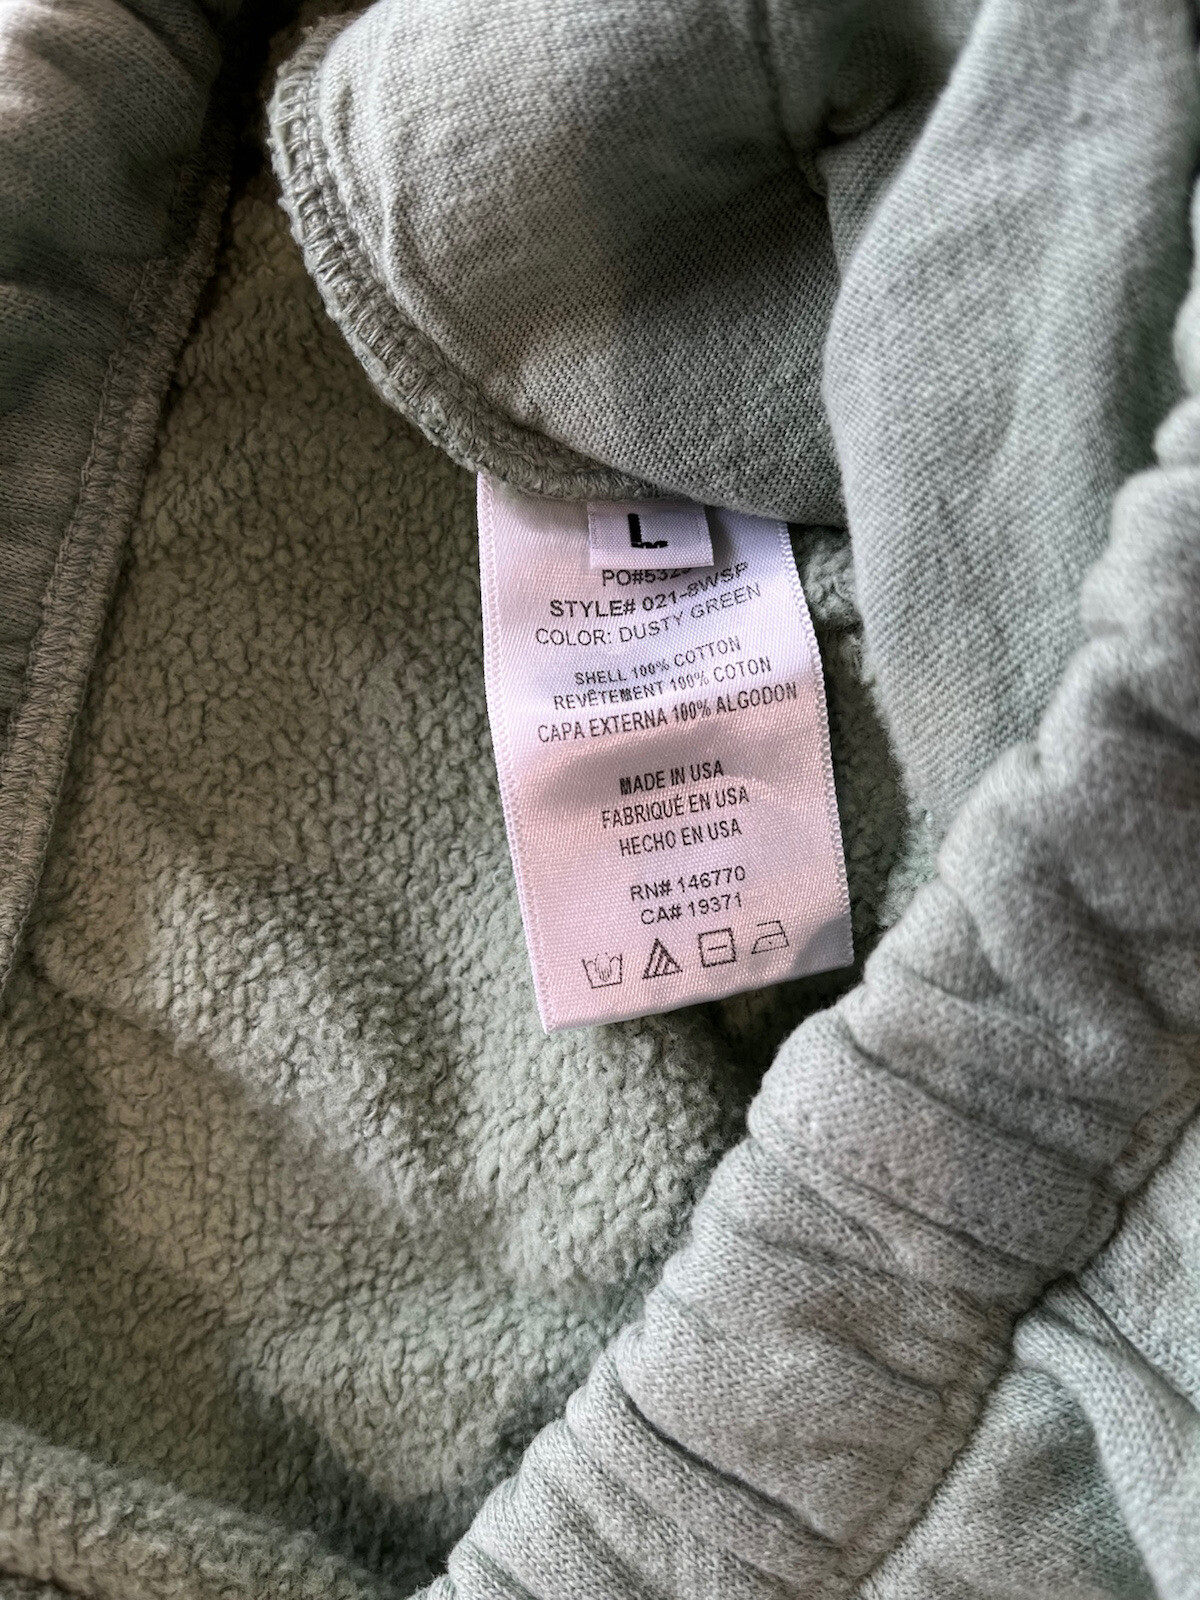 L
STYLE# 021-8WSP
COLOR: DUSTY GREEN
SHELL 100% COTTON
REVÊTEMENT 100% COTON
CAPA EXTERNA 100% ALGODON
MADE IN USA
FABRIQUÉ EN USA
HECHO EN USA
RN# 146770
CA# 19371